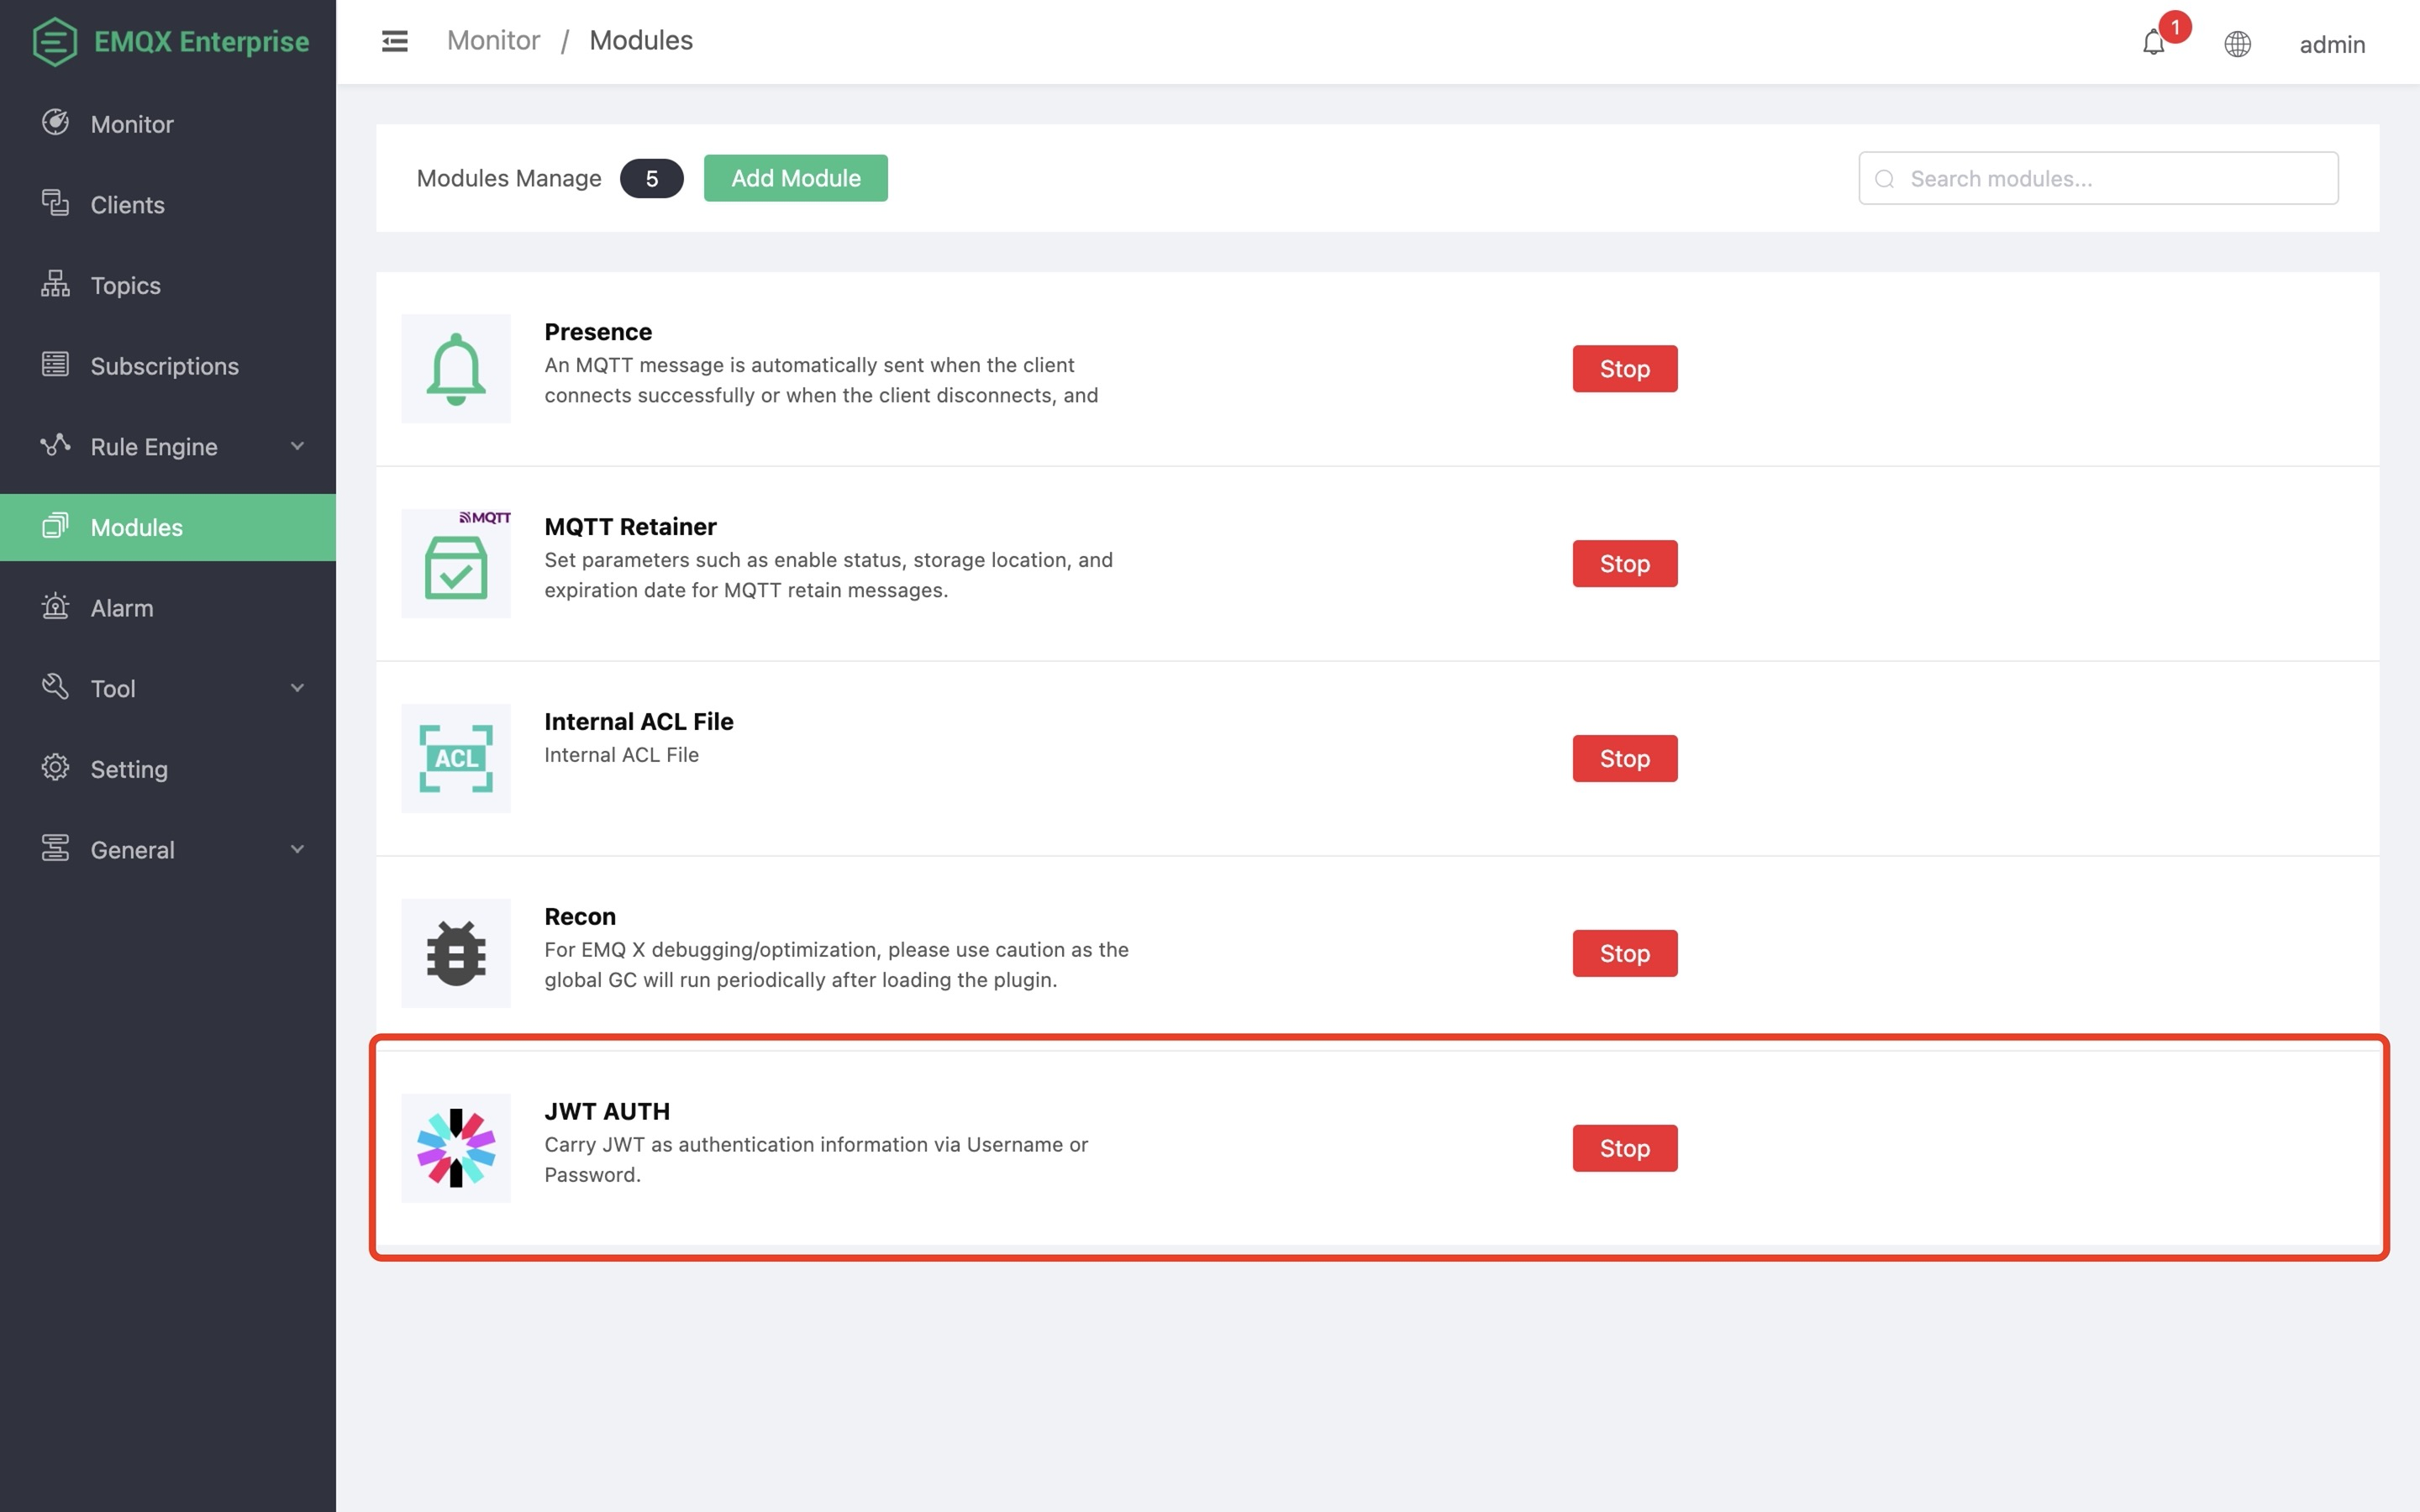 EMQX Enterprise
Monitor / Modules
1
admin
Monitor
Clients
Topics
Subscriptions
Rule Engine
Modules
Alarm
Tool
Setting
General
Modules Manage 5 Add Module
Search modules...
Presence
An MQTT message is automatically sent when the client
connects successfully or when the client disconnects, and
Stop
MQTT
MQTT Retainer
Set parameters such as enable status, storage location, and
expiration date for MQTT retain messages.
Stop
ACL
Internal ACL File
Internal ACL File
Stop
Recon
For EMQ X debugging/optimization, please use caution as the
global GC will run periodically after loading the plugin.
Stop
JWT AUTH
Carry JWT as authentication information via Username or
Password.
Stop